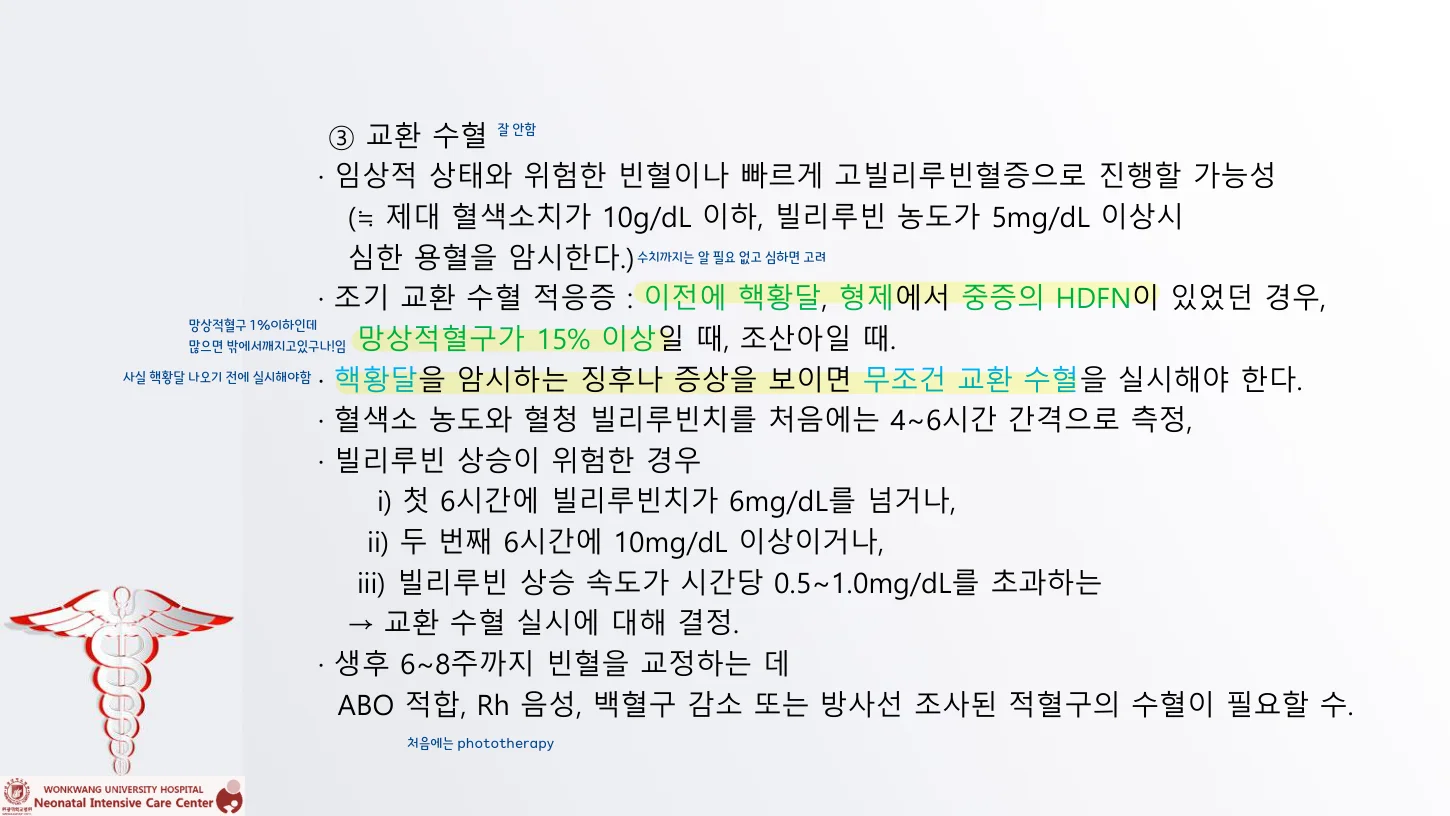 ③ 교환 수혈 잘 안함
· 임상적 상태와 위험한 빈혈이나 빠르게 고빌리루빈혈증으로 진행할 가능성
(≒ 제대 혈색소치가 10g/dL 이하, 빌리루빈 농도가 5mg/dL 이상시
심한 용혈을 암시한다.) 수치까지는 알 필요 없고 심하면 고려
· 조기 교환 수혈 적응증 : 이전에 핵황달, 형제에서 중증의 HDFN이 있었던 경우,
망상적혈구 1%이하인데
많으면 밖에서깨지고있구나!임
망상적혈구가 15% 이상일 때, 조산아일 때.
사실 핵황달 나오기 전에 실시해야함
· 핵황달을 암시하는 징후나 증상을 보이면 무조건 교환 수혈을 실시해야 한다.
· 혈색소 농도와 혈청 빌리루빈치를 처음에는 4~6시간 간격으로 측정,
· 빌리루빈 상승이 위험한 경우
i) 첫 6시간에 빌리루빈치가 6mg/dL를 넘거나,
ii) 두 번째 6시간에 10mg/dL 이상이거나,
iii) 빌리루빈 상승 속도가 시간당 0.5~1.0mg/dL를 초과하는
→ 교환 수혈 실시에 대해 결정.
· 생후 6~8주까지 빈혈을 교정하는 데
ABO 적합, Rh 음성, 백혈구 감소 또는 방사선 조사된 적혈구의 수혈이 필요할 수.
처음에는 phototherapy
WONKWANG UNIVERSITY HOSPITAL
Neonatal Intensive Care Center